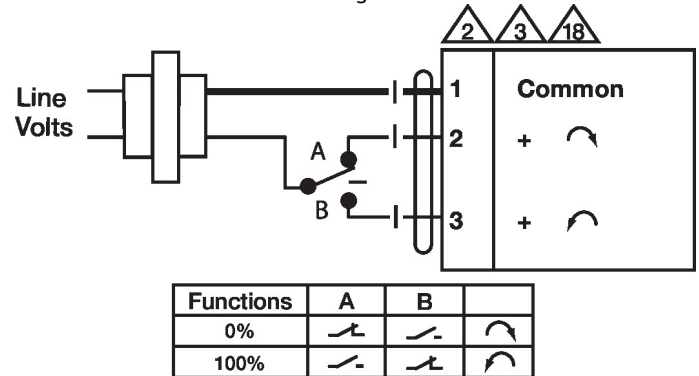 2 3 18
Line
Volts
1 Common
A
2 +
B
3 +
Functions A B
0%
100%